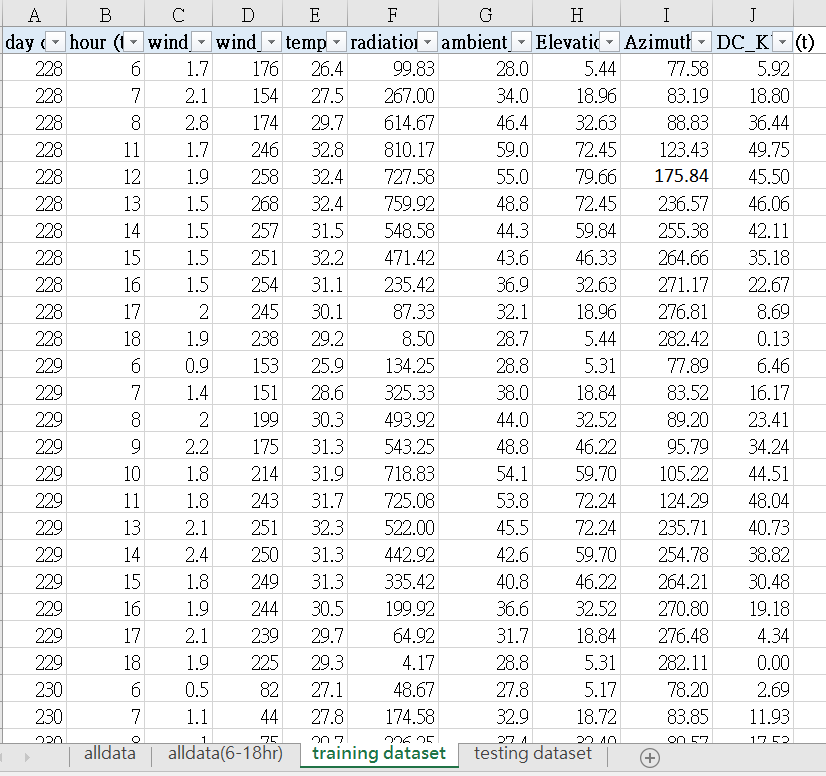 A B C D E F G H I J
day o hour (t wind_ wind_ temp radiation ambient_ Elevatic Azimuth DC_K (t)
228 6 1.7 176 26.4 99.83 28.0 5.44 77.58 5.92
228 7 2.1 154 27.5 267.00 34.0 18.96 83.19 18.80
228 8 2.8 174 29.7 614.67 46.4 32.63 88.83 36.44
228 11 1.7 246 32.8 810.17 59.0 72.45 123.43 49.75
228 12 1.9 258 32.4 727.58 55.0 79.66 175.84 45.50
228 13 1.5 268 32.4 759.92 48.8 72.45 236.57 46.06
228 14 1.5 257 31.5 548.58 44.3 59.84 255.38 42.11
228 15 1.5 251 32.2 471.42 43.6 46.33 264.66 35.18
228 16 1.5 254 31.1 235.42 36.9 32.63 271.17 22.67
228 17 2 245 30.1 87.33 32.1 18.96 276.81 8.69
228 18 1.9 238 29.2 8.50 28.7 5.44 282.42 0.13
229 6 0.9 153 25.9 134.25 28.8 5.31 77.89 6.46
229 7 1.4 151 28.6 325.33 38.0 18.84 83.52 16.17
229 8 2 199 30.3 493.92 44.0 32.52 89.20 23.41
229 9 2.2 175 31.3 543.25 48.8 46.22 95.79 34.24
229 10 1.8 214 31.9 718.83 54.1 59.70 105.22 44.51
229 11 1.8 243 31.7 725.08 53.8 72.24 124.29 48.04
229 13 2.1 251 32.3 522.00 45.5 72.24 235.71 40.73
229 14 2.4 250 31.3 442.92 42.6 59.70 254.78 38.82
229 15 1.8 249 31.3 335.42 40.8 46.22 264.21 30.48
229 16 1.9 244 30.5 199.92 36.6 32.52 270.80 19.18
229 17 2.1 239 29.7 64.92 31.7 18.84 276.48 4.34
229 18 1.9 225 29.3 4.17 28.8 5.31 282.11 0.00
230 6 0.5 82 27.1 48.67 27.8 5.17 78.20 2.69
230 7 1.1 44 27.8 174.58 32.9 18.72 83.85 11.93
230 8 1 75
alldata alldata(6-18hr) training dataset testing dataset